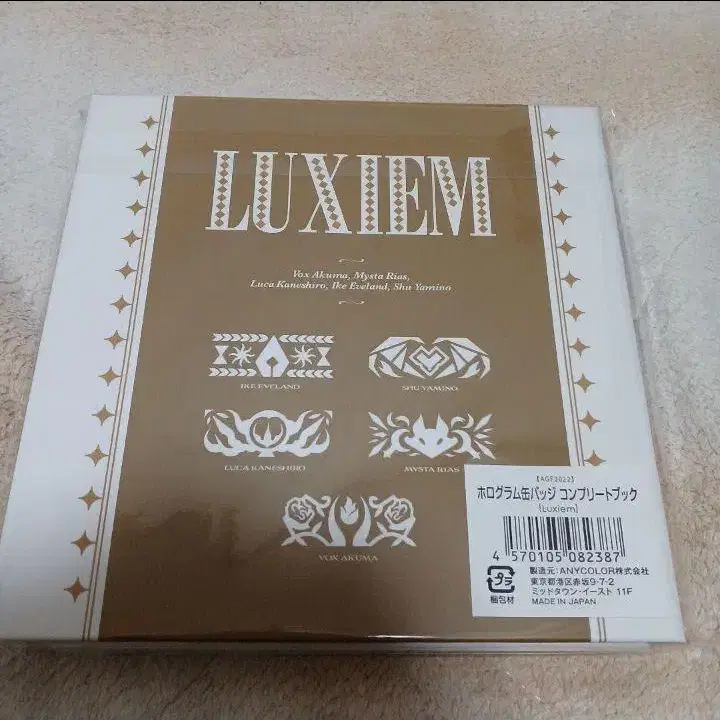 LUXIEM
Vox Akuma, Mysta Rias,
Luca Kaneshiro, Ike Eveland, Shu Yamino
IKE EVELAND
SHU YAMINO
LUCA KANESHIRO
MYSTA RIAS
VOX AKUMA
【AGF2022】
ホログラム缶バッジ コンプリートブック
(Luxiem)
4 570105 082387
製造元:ANYCOLOR株式会社
東京都港区赤坂9-7-2
ミッドタウン・イースト 11F
MADE IN JAPAN
プラ
梱包材